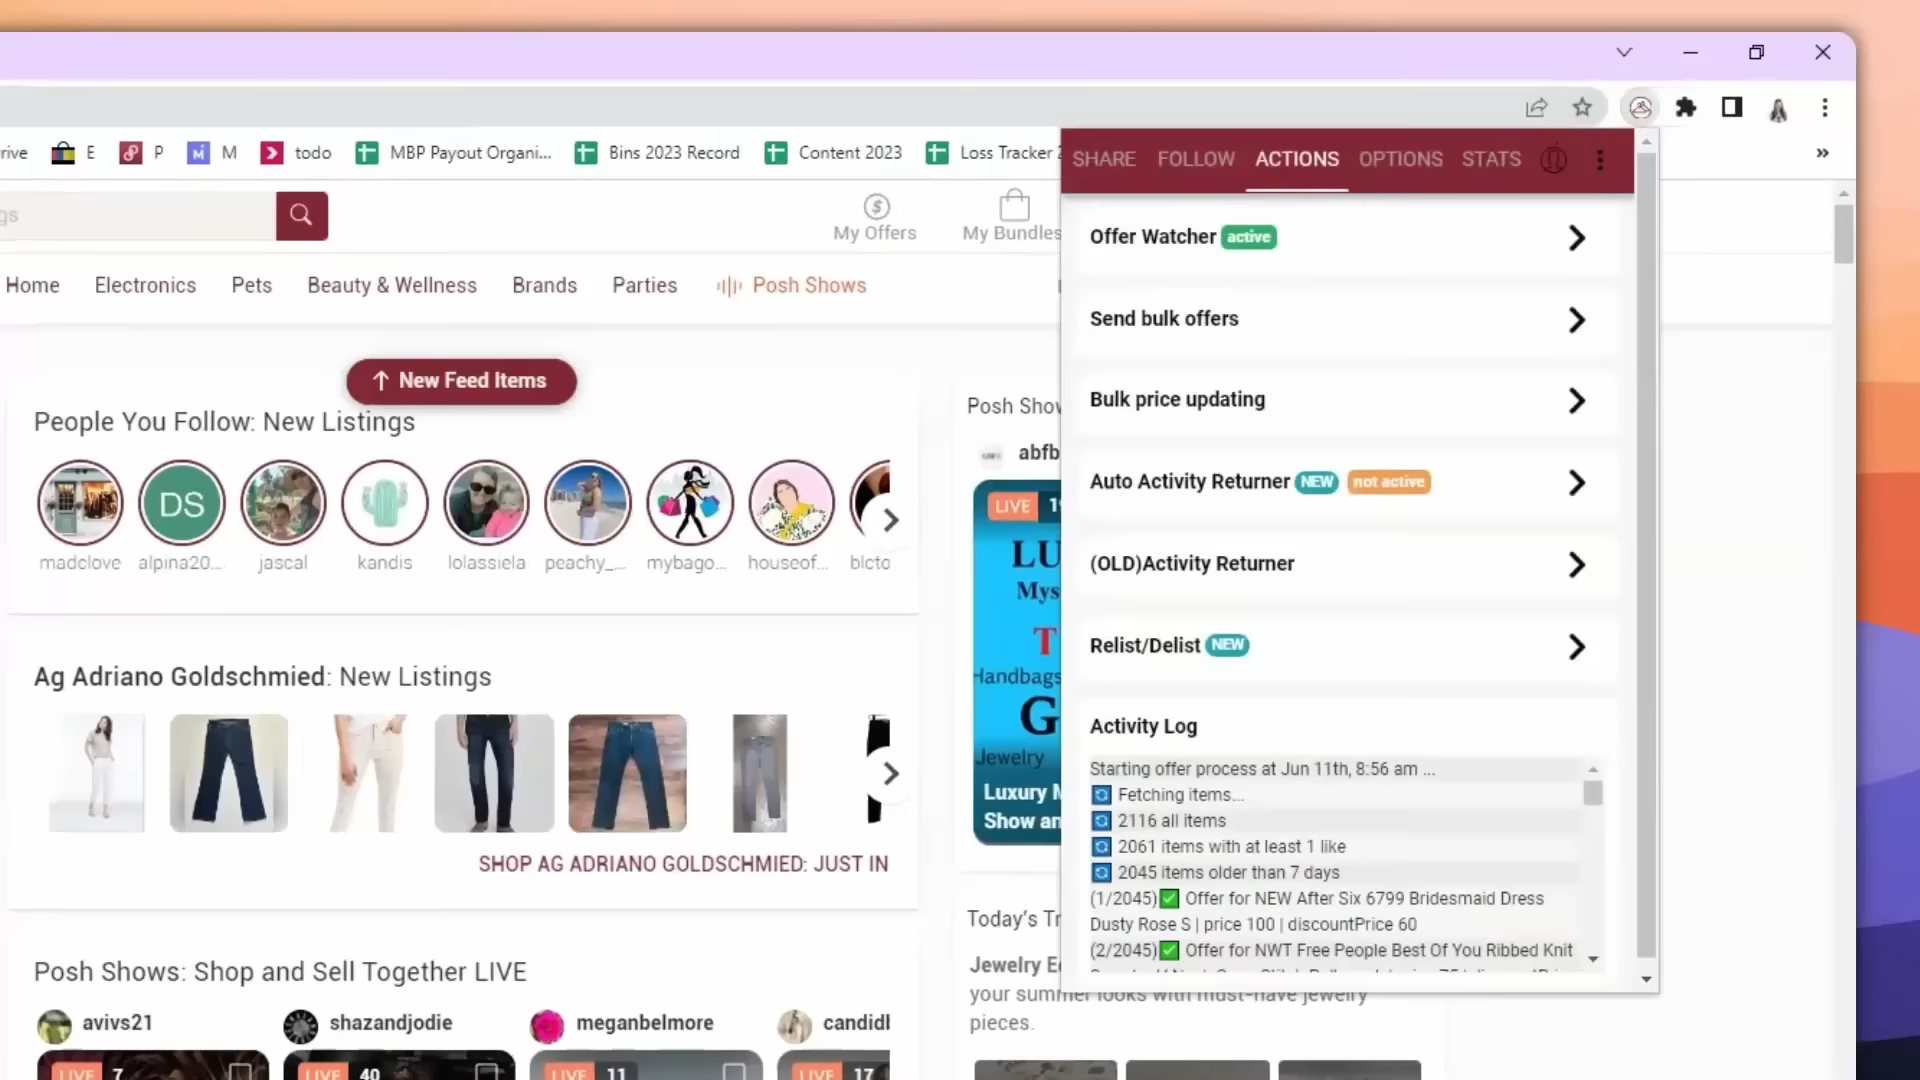 rive
E
P
M
todo
MBP Payout Organi...
Bins 2023 Record
Content 2023
Loss Tracker
»
gs
My Offers
My Bundles
Home
Electronics
Pets
Beauty & Wellness
Brands
Parties
Posh Shows
New Feed Items
People You Follow: New Listings
DS
madclove
alpina20...
jascal
kandis
lolassiela
peachy_...
mybago...
houseof...
blcto
Ag Adriano Goldschmied: New Listings
SHOP AG ADRIANO GOLDSCHMIED: JUST IN
Posh Shows: Shop and Sell Together LIVE
avivs21
shazandjodie
meganbelmore
LIVE 7
LIVE 40
LIVE 11
LIVE 17
Posh Show
abfb
LIVE
LU
Mys
T
Handbags
G
Jewelry
Luxury M
Show an
Today's Tr
Jewelry E
your summer looks with must-have jewelry
pieces.
SHARE
FOLLOW
ACTIONS
OPTIONS
STATS
Offer Watcher active
Send bulk offers
Bulk price updating
Auto Activity Returner NEW not active
(OLD)Activity Returner
Relist/Delist NEW
Activity Log
Starting offer process at Jun 11th, 8:56 am ...
Fetching items...
2116 all items
2061 items with at least 1 like
2045 items older than 7 days
(1/2045) Offer for NEW After Six 6799 Bridesmaid Dress
Dusty Rose S | price 100 | discountPrice 60
(2/2045) Offer for NWT Free People Best Of You Ribbed Knit